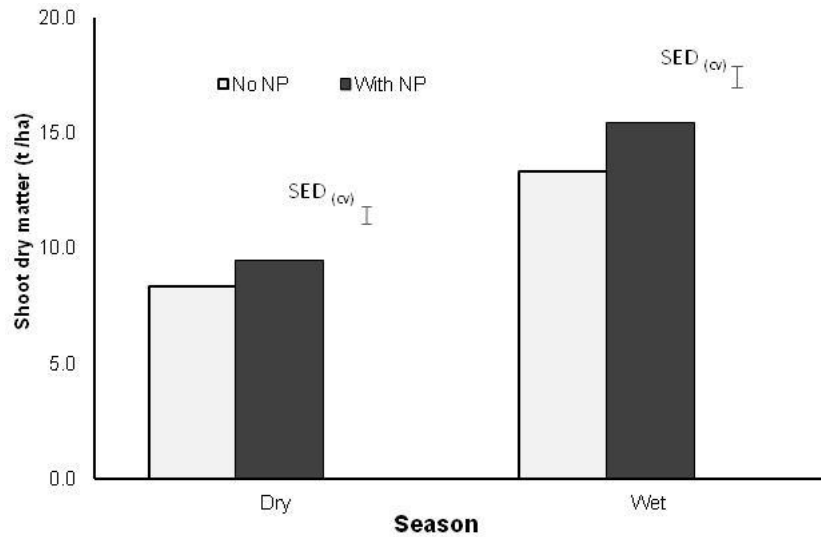 20.0
15.0
10.0
5.0
0.0
Shoot dry matter (t /ha)
No NP With NP
SED (cv)
SED (cv)
Dry Wet
Season